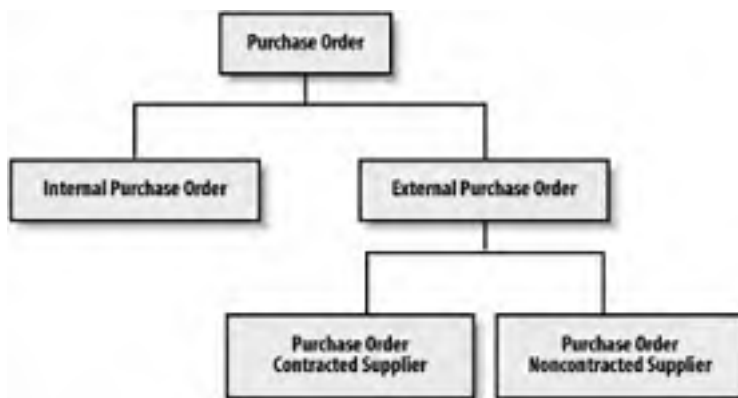 Purchase Order
Internal Purchase Order
External Purchase Order
Purchase Order
Contracted Supplier
Purchase Order
Noncontracted Supplier